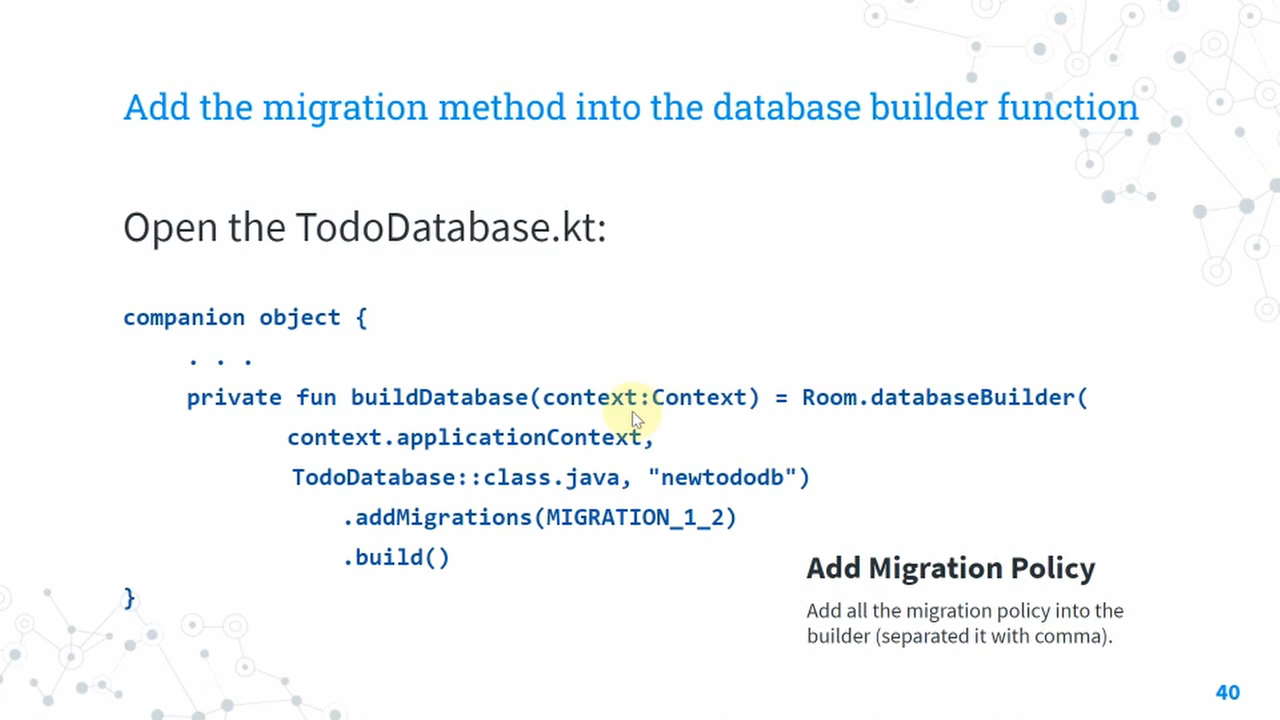 Add the migration method into the database builder function
Open the TodoDatabase.kt:
companion object {
. . .
private fun buildDatabase(context:Context) = Room.databaseBuilder(
context.applicationContext,
TodoDatabase::class.java, "newtododb")
.addMigrations(MIGRATION_1_2)
.build()
}
Add Migration Policy
Add all the migration policy into the
builder (separated it with comma).
40